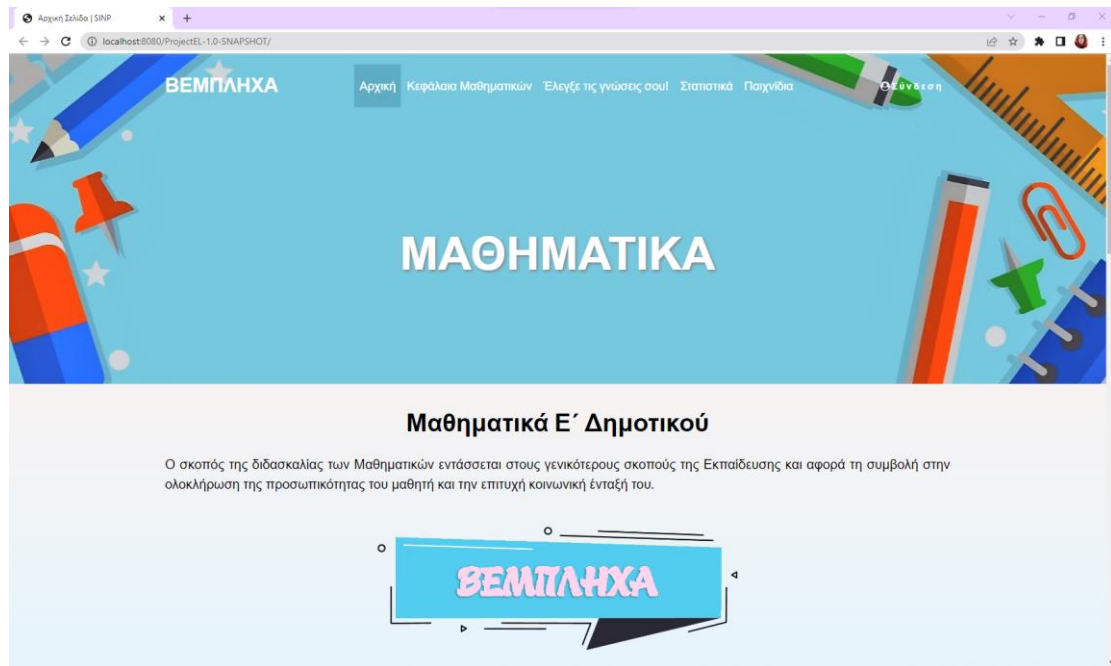 Αρχική Σελίδα | SINP
localhost:8080/ProjectEL-1.0-SNAPSHOT/
ΒΕΜΠΛΗΧΑ Αρχική Κεφάλαια Μαθηματικών Έλεγξε τις γνώσεις σου! Στατιστικά Παιχνίδια Σύνδεση
ΜΑΘΗΜΑΤΙΚΑ
Μαθηματικά Ε΄ Δημοτικού
Ο σκοπός της διδασκαλίας των Μαθηματικών εντάσσεται στους γενικότερους σκοπούς της Εκπαίδευσης και αφορά τη συμβολή στην
ολοκλήρωση της προσωπικότητας του μαθητή και την επιτυχή κοινωνική ένταξή του.
ΒΕΜΠΛΗΧΑ